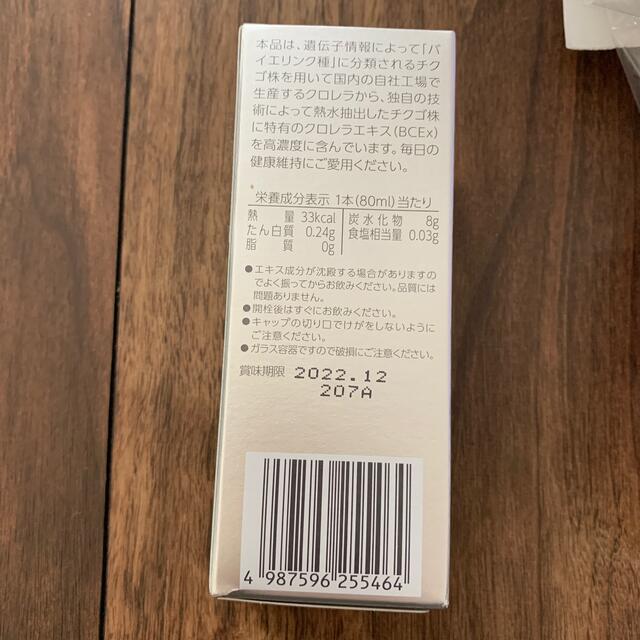 本品は、遺伝子情報によって「パ
イエリンク種」に分類されるチク
ゴ株を用いて国内の自社工場で
生産するクロレラから、独自の技
術によって熱水抽出したチクゴ株
に特有のクロレラエキス(BCEx)
を高濃度に含んでいます。毎日の
健康維持にご愛用ください。
栄養成分表示 1本(80ml)当たり
熱量 33kcal 炭水化物 8g
たん白質 0.24g 食塩相当量 0.03g
脂質 0g
●エキス成分が沈殿する場合がありますの
でよく振ってからお飲みください。品質には
問題ありません。
●開栓後はすぐにお飲みください。
●キャップの切り口でけがをしないように
ご注意ください。
●ガラス容器ですので破損にご注意ください。
賞味期限 2022.12
207A
4 987596 255464